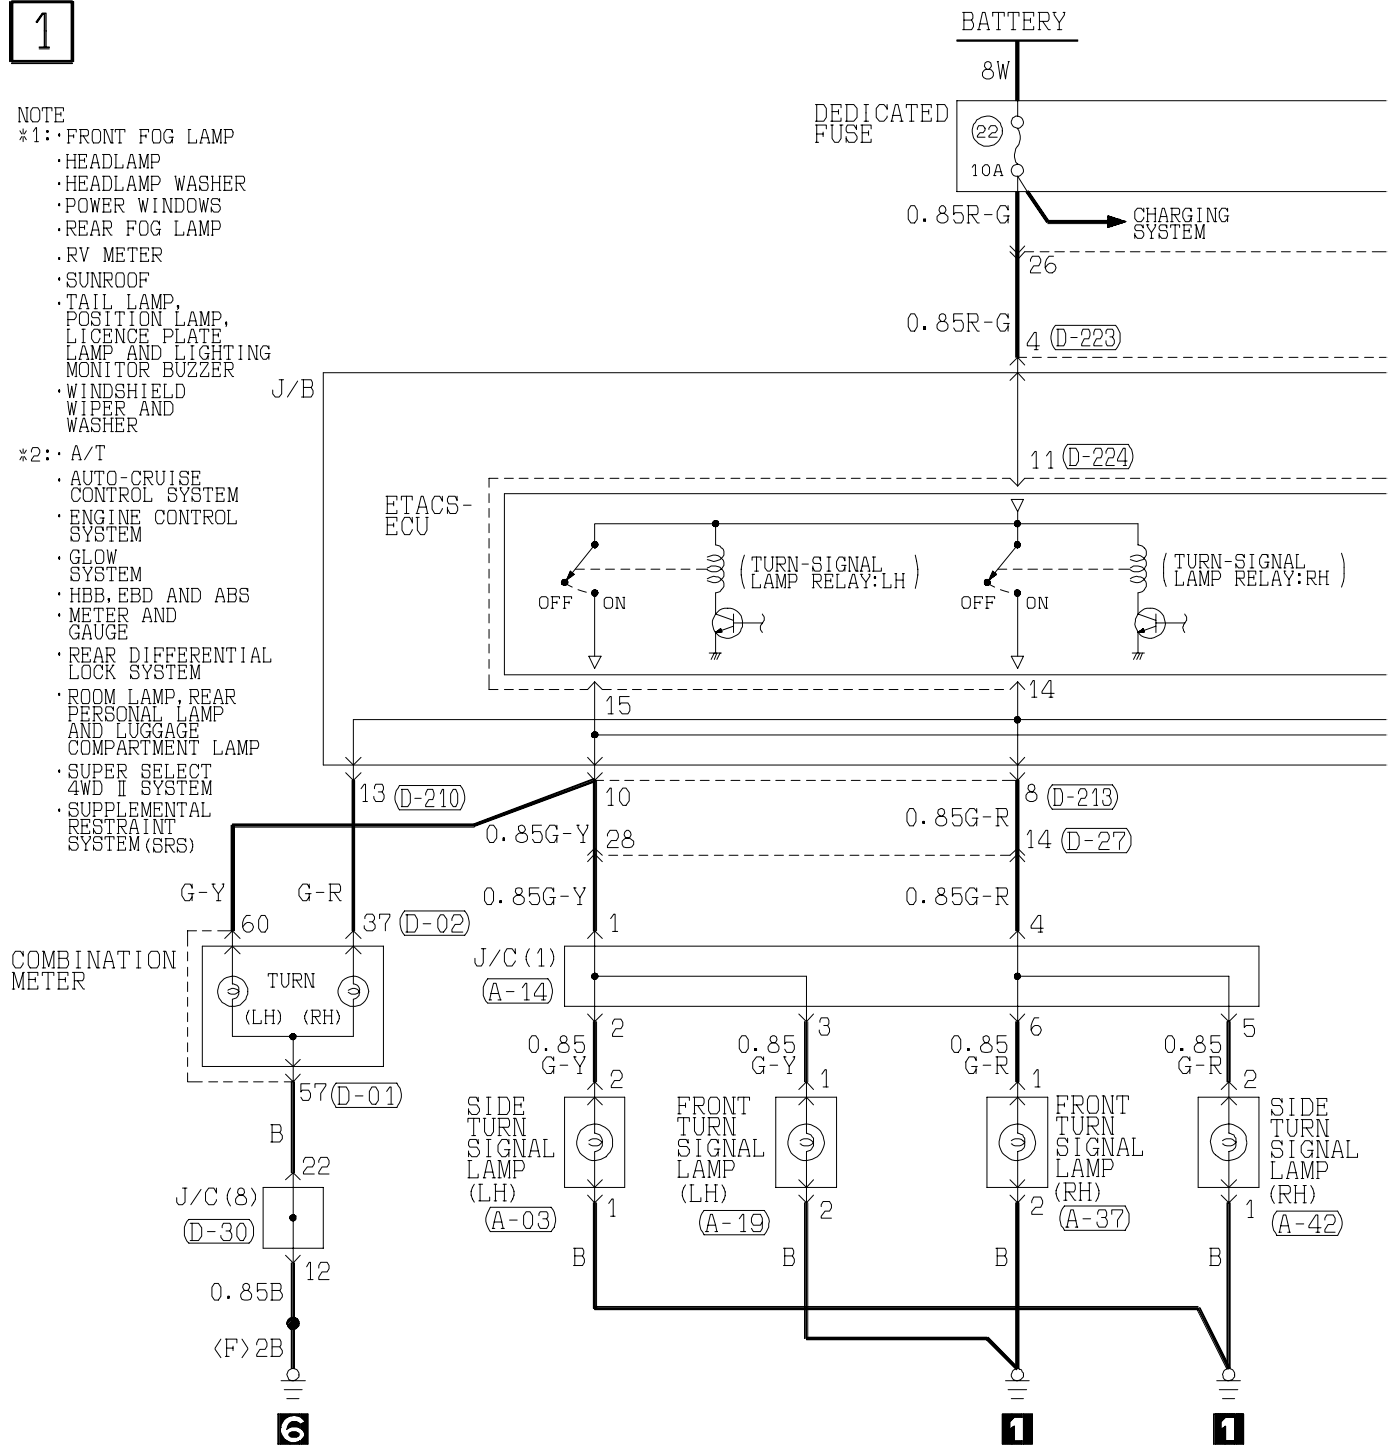 1
BATTERY
8W
DEDICATED
FUSE
22
10A
0.85R-G
CHARGING
SYSTEM
26
0.85R-G
4 D-223
NOTE
*1:·FRONT FOG LAMP
·HEADLAMP
·HEADLAMP WASHER
·POWER WINDOWS
·REAR FOG LAMP
·RV METER
·SUNROOF
·TAIL LAMP,
POSITION LAMP,
LICENCE PLATE
LAMP AND LIGHTING
MONITOR BUZZER
·WINDSHIELD
WIPER AND
WASHER
*2:· A/T
· AUTO-CRUISE
CONTROL SYSTEM
· ENGINE CONTROL
SYSTEM
· GLOW
SYSTEM
· HBB,EBD AND ABS
· METER AND
GAUGE
· REAR DIFFERENTIAL
LOCK SYSTEM
· ROOM LAMP,REAR
PERSONAL LAMP
AND LUGGAGE
COMPARTMENT LAMP
· SUPER SELECT
4WD Ⅱ SYSTEM
· SUPPLEMENTAL
RESTRAINT
SYSTEM(SRS)
J/B
11 D-224
ETACS-
ECU
(TURN-SIGNAL
LAMP RELAY:LH)
(TURN-SIGNAL
LAMP RELAY:RH)
OFF ON
OFF ON
15
14
13 D-210
10
8 D-213
0.85G-Y 28
0.85G-R
14 D-27
G-Y
G-R
0.85G-Y
0.85G-R
60
37 D-02
1
4
COMBINATION
METER
TURN
(LH) (RH)
J/C(1)
A-14
2
3
6
5
0.85
G-Y
0.85
G-Y
0.85
G-R
0.85
G-R
2
1
1
2
57 D-01
SIDE
TURN
SIGNAL
LAMP
(LH)
A-03
FRONT
TURN
SIGNAL
LAMP
(LH)
A-19
FRONT
TURN
SIGNAL
LAMP
(RH)
A-37
SIDE
TURN
SIGNAL
LAMP
(RH)
A-42
B
22
J/C(8)
D-30
1
2
2
1
B
B
B
B
12
0.85B
⟨F⟩2B
6
1
1